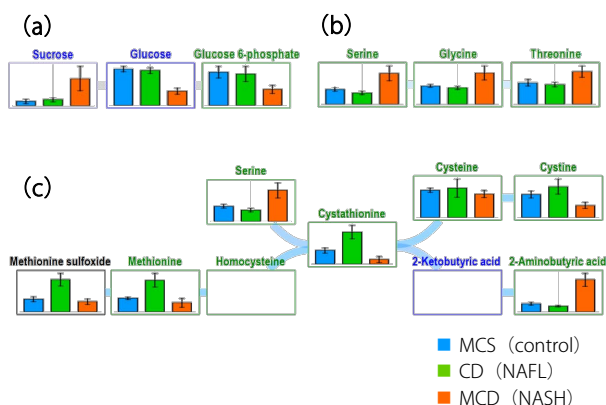 (a)
Sucrose Glucose Glucose 6-phosphate
(b)
Serine Glycine Threonine
(c)
Serine
Cystathionine
Cysteine Cystine
Methionine sulfoxide Methionine Homocysteine
2-Ketobutyric acid 2-Aminobutyric acid
MCS（control）
CD（NAFL）
MCD（NASH）